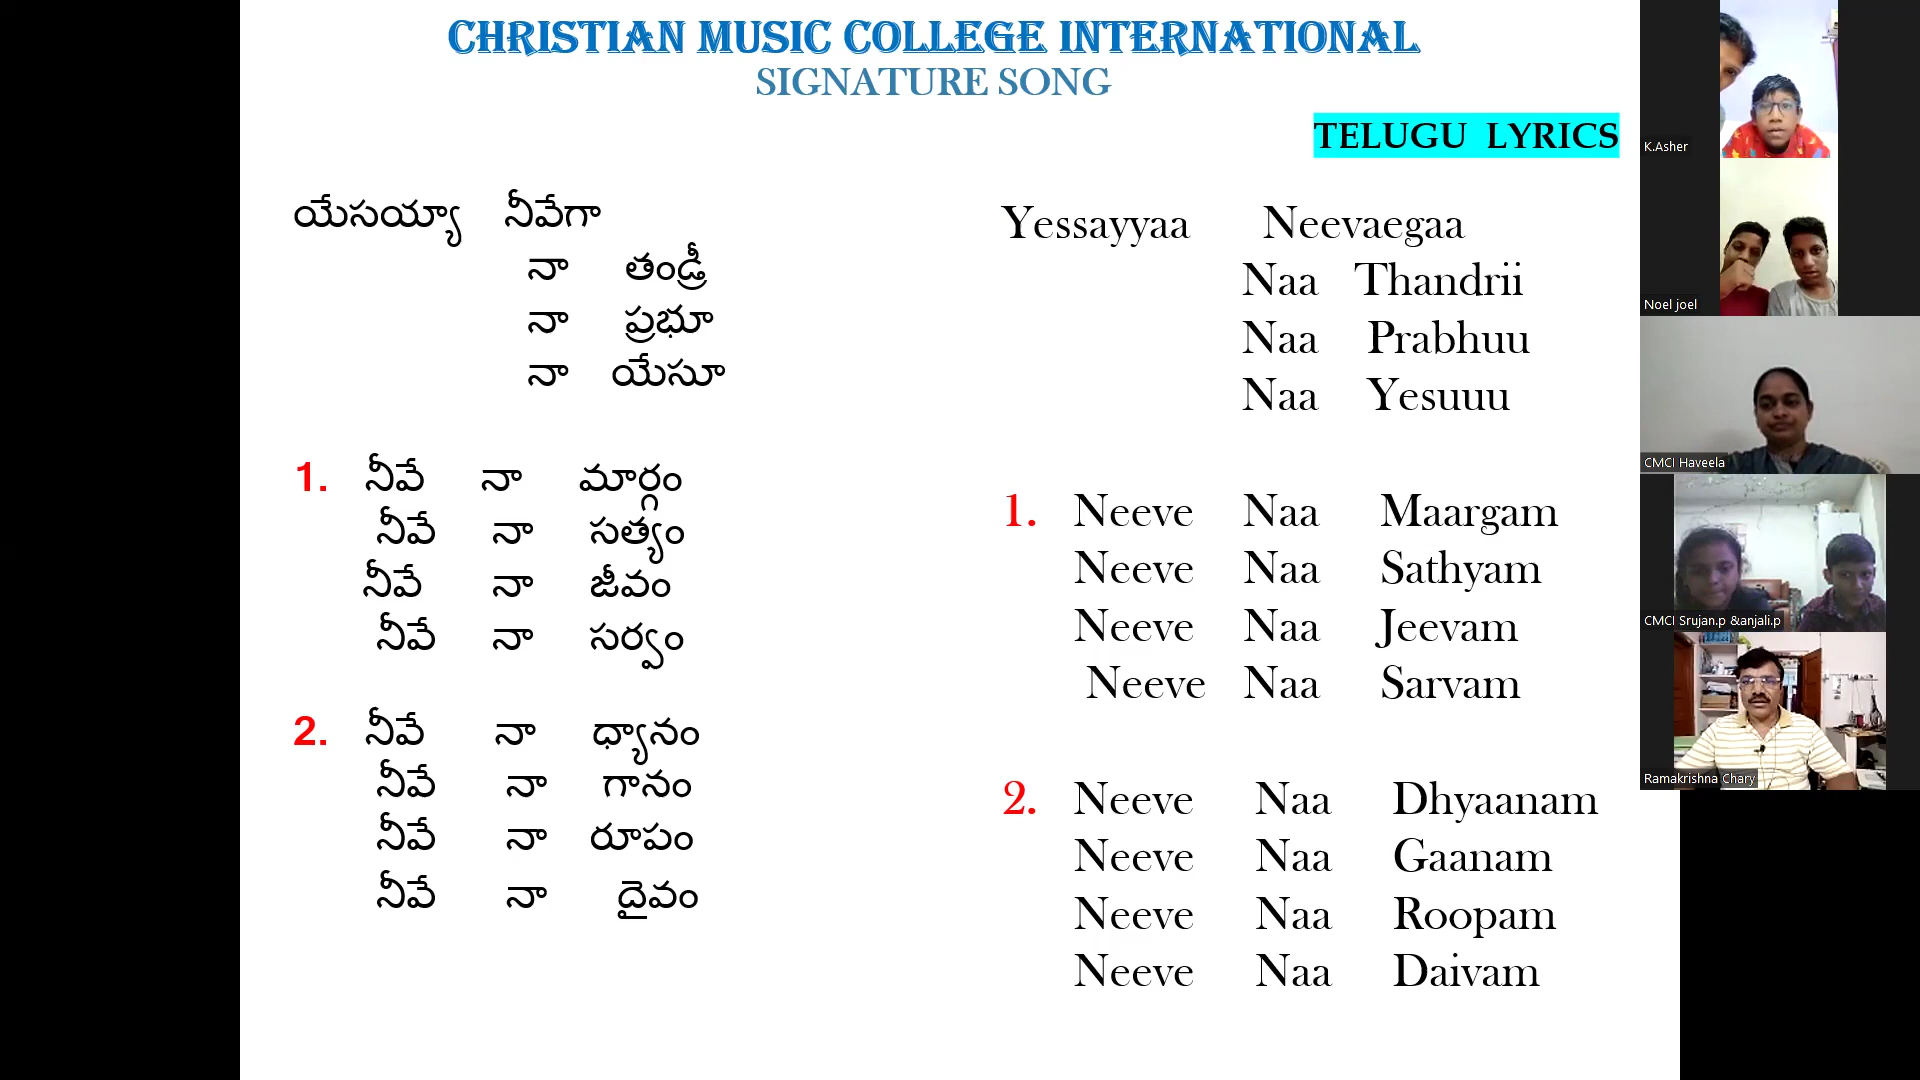 CHRISTIAN MUSIC COLLEGE INTERNATIONAL
SIGNATURE SONG
TELUGU LYRICS
యేసయ్యా నీవేగా
నా తండ్రీ
నా ప్రభూ
నా యేసూ
1. నీవే నా మార్గం
నీవే నా సత్యం
నీవే నా జీవం
నీవే నా సర్వం
2. నీవే నా ధ్యానం
నీవే నా గానం
నీవే నా రూపం
నీవే నా దైవం
Yessayyaa Neevaegaa
Naa Thandrii
Naa Prabhuu
Naa Yesuuu
1. Neeve Naa Maargam
Neeve Naa Sathyam
Neeve Naa Jeevam
Neeve Naa Sarvam
2. Neeve Naa Dhyaanam
Neeve Naa Gaanam
Neeve Naa Roopam
Neeve Naa Daivam
K.Asher
Noel joel
CMCI Haveela
CMCI Srujan.p &anjali.p
Ramakrishna Chary